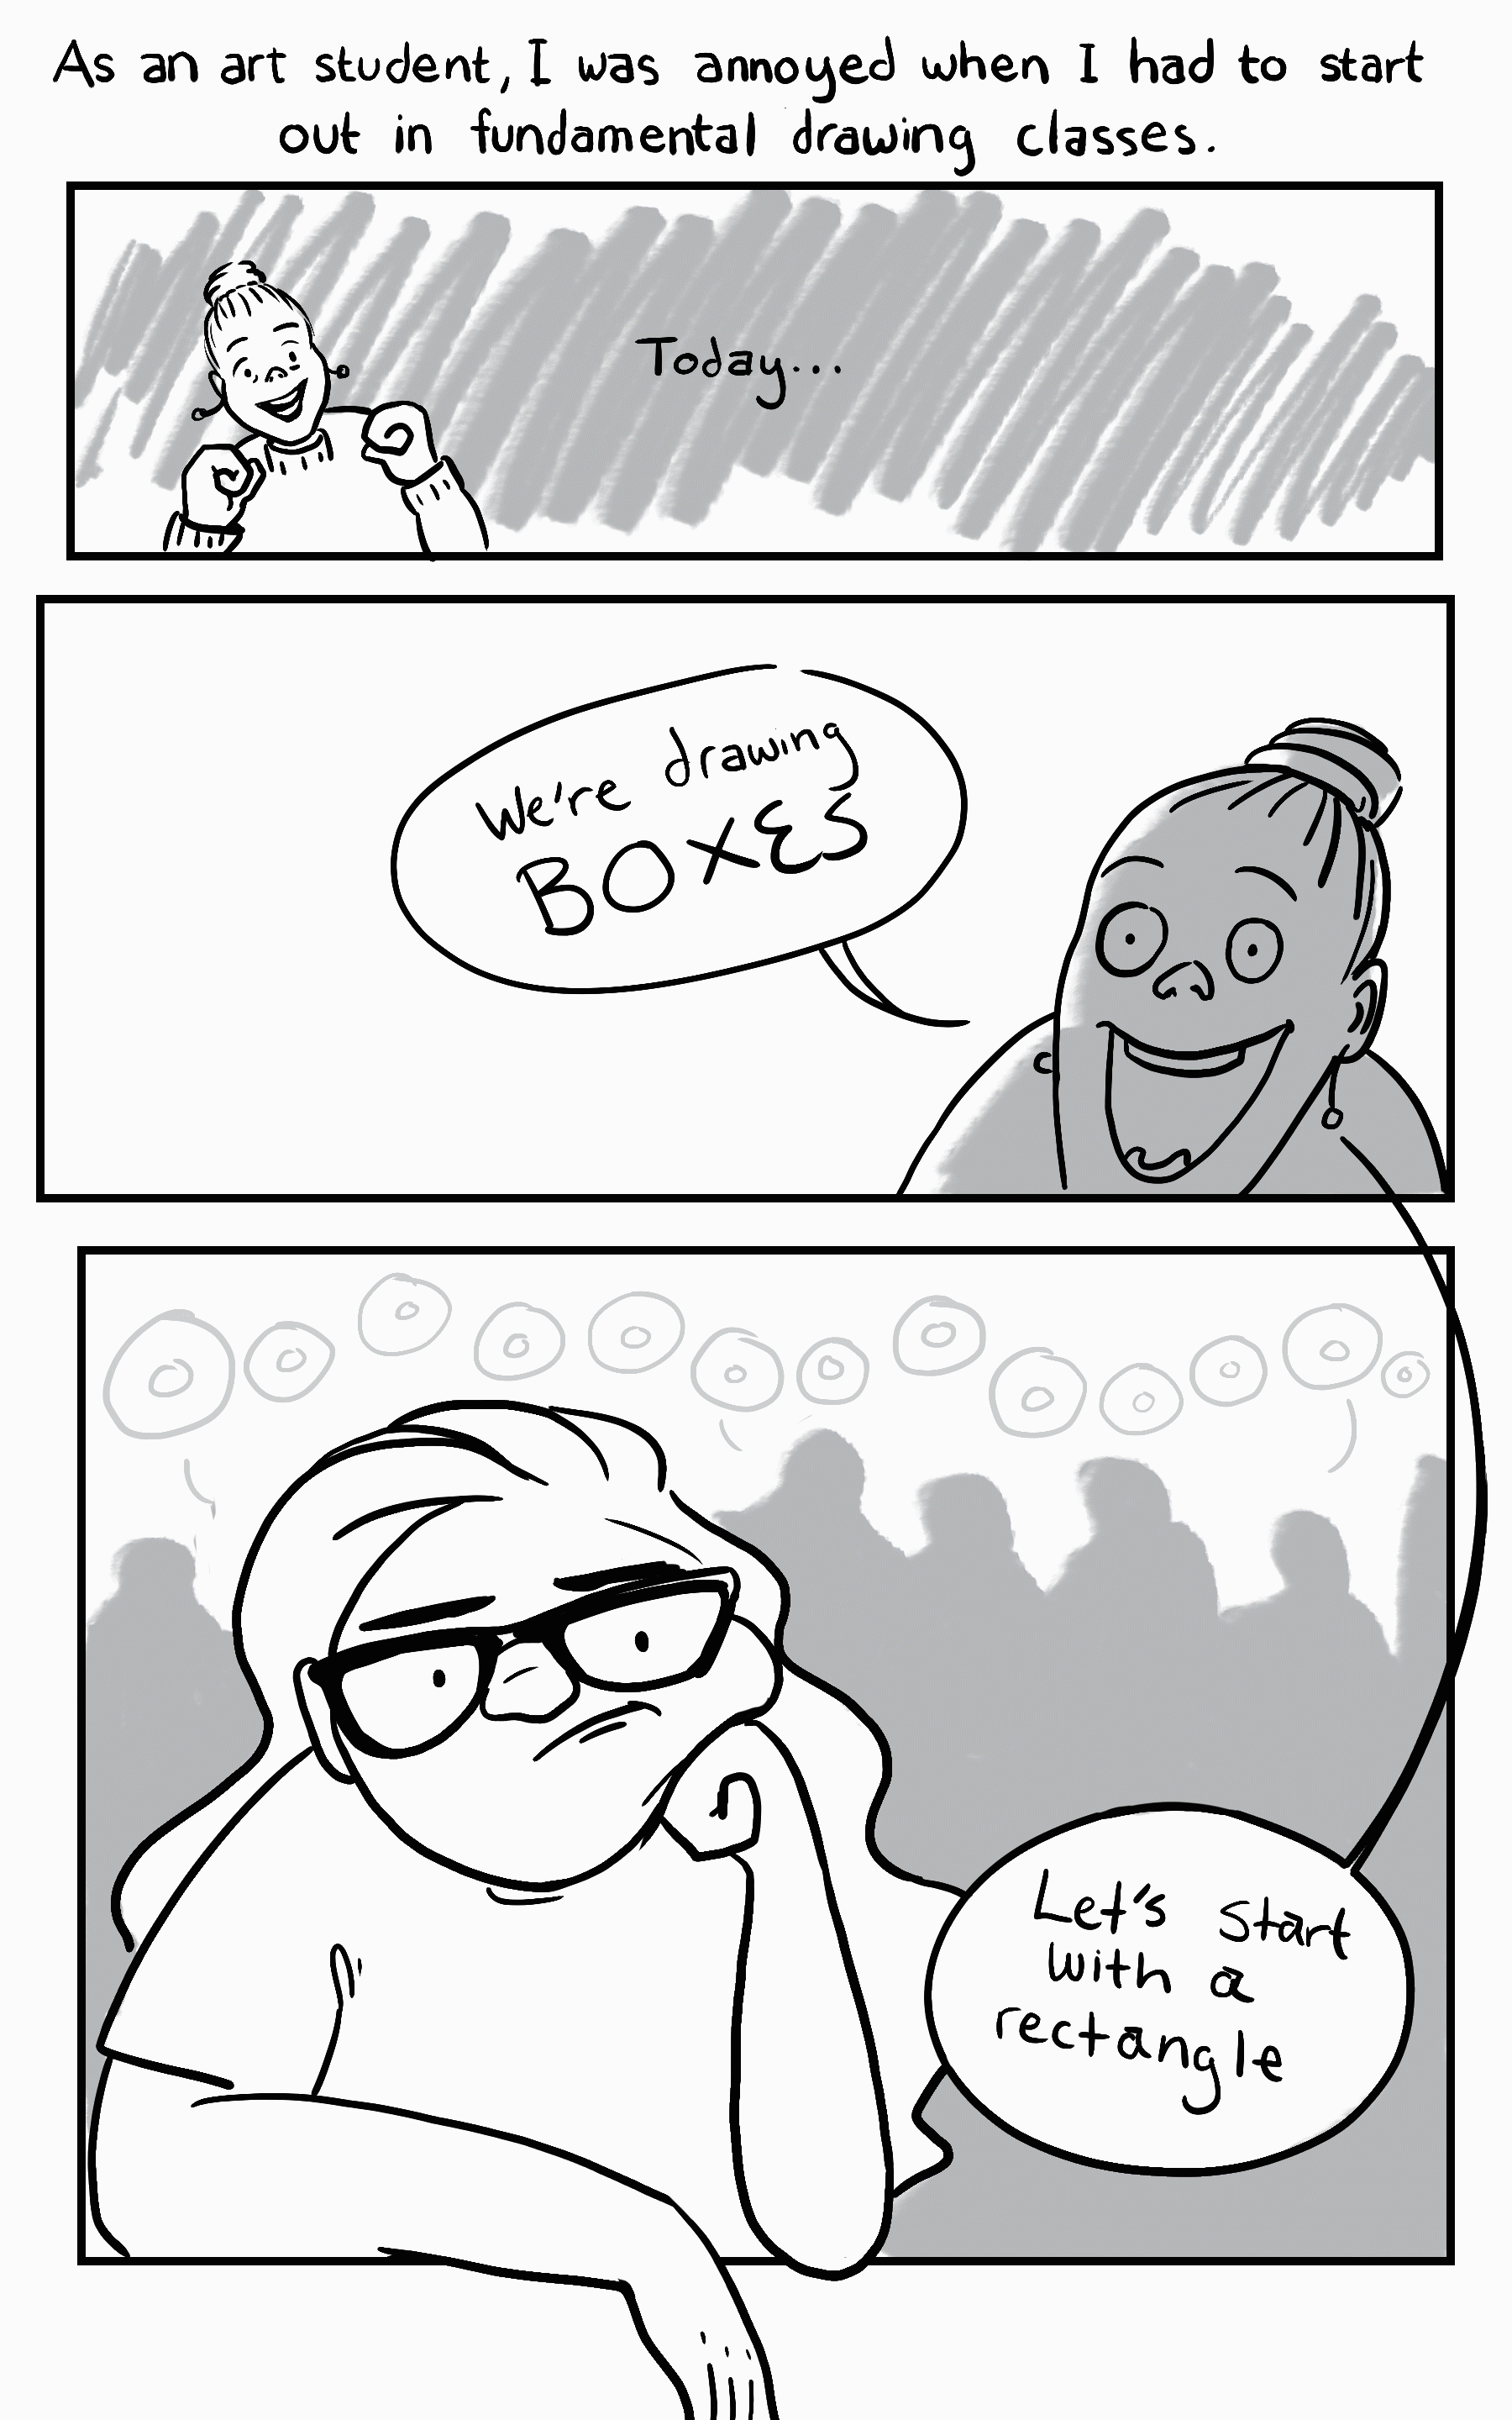 As an art student, I was annoyed when I had to start
out in fundamental drawing classes.
Today...
We're drawing
BOXES
Let's start
with a
rectangle